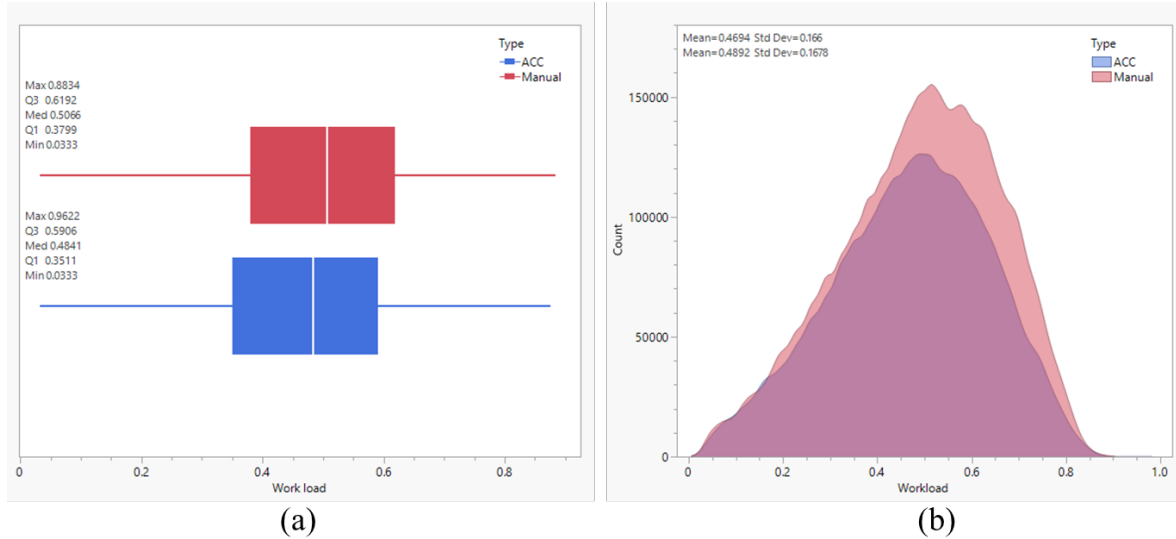 Type
ACC
Manual
Max 0.8834
Q3 0.6192
Med 0.5066
Q1 0.3799
Min 0.0333
Max 0.9622
Q3 0.5906
Med 0.4841
Q1 0.3511
Min 0.0333
0 0.2 0.4 0.6 0.8
Work load
(a)
Mean=0.4694 Std Dev=0.166
Mean=0.4892 Std Dev=0.1678
Type
ACC
Manual
150000
100000
50000
0
Count
0 0.2 0.4 0.6 0.8 1.0
Workload
(b)